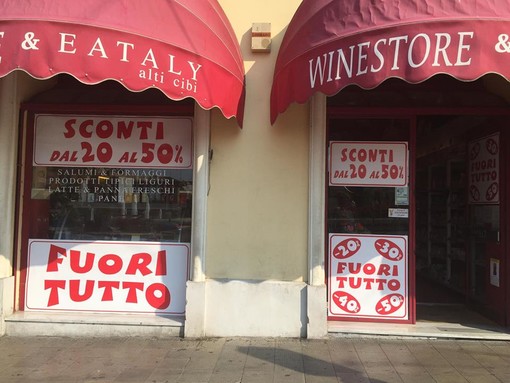 & EATALY
alti cibi
WINESTORE &
SCONTI
DAL 20 AL 50%
SALUMI & FORMAGGI
PRODOTTI TIPICI LIGURI
LATTE & PANNA FRESCHI
PANE
FUORI
TUTTO
SCONTI
DAL 20 AL 50%
20 30
FUORI
TUTTO
40 50
FUORI
TUTTO